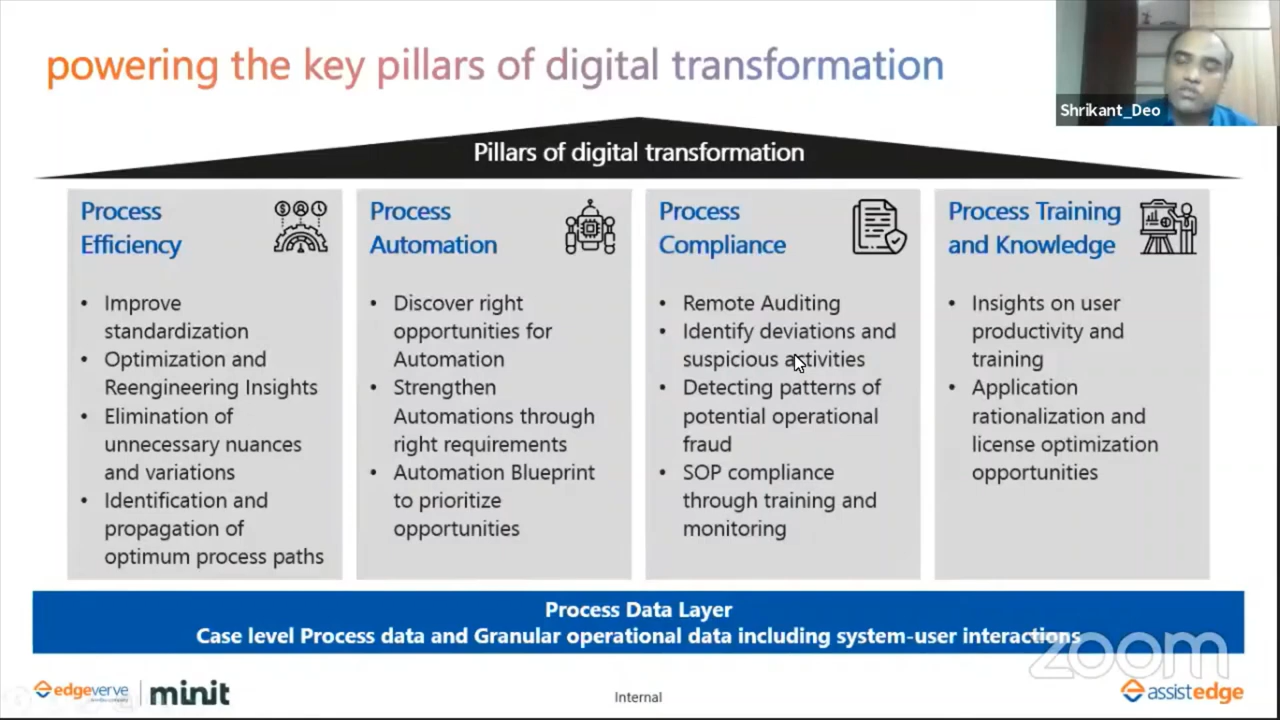 powering the key pillars of digital transformation
Shrikant_Deo
Pillars of digital transformation
Process
Efficiency
• Improve
standardization
• Optimization and
Reengineering Insights
• Elimination of
unnecessary nuances
and variations
• Identification and
propagation of
optimum process paths
Process
Automation
• Discover right
opportunities for
Automation
• Strengthen
Automations through
right requirements
• Automation Blueprint
to prioritize
opportunities
Process
Compliance
• Remote Auditing
• Identify deviations and
suspicious activities
• Detecting patterns of
potential operational
fraud
• SOP compliance
through training and
monitoring
Process Training
and Knowledge
• Insights on user
productivity and
training
• Application
rationalization and
license optimization
opportunities
Process Data Layer
Case level Process data and Granular operational data including system-user interactions
zoom
edgeverve
minit
Internal
assistedge